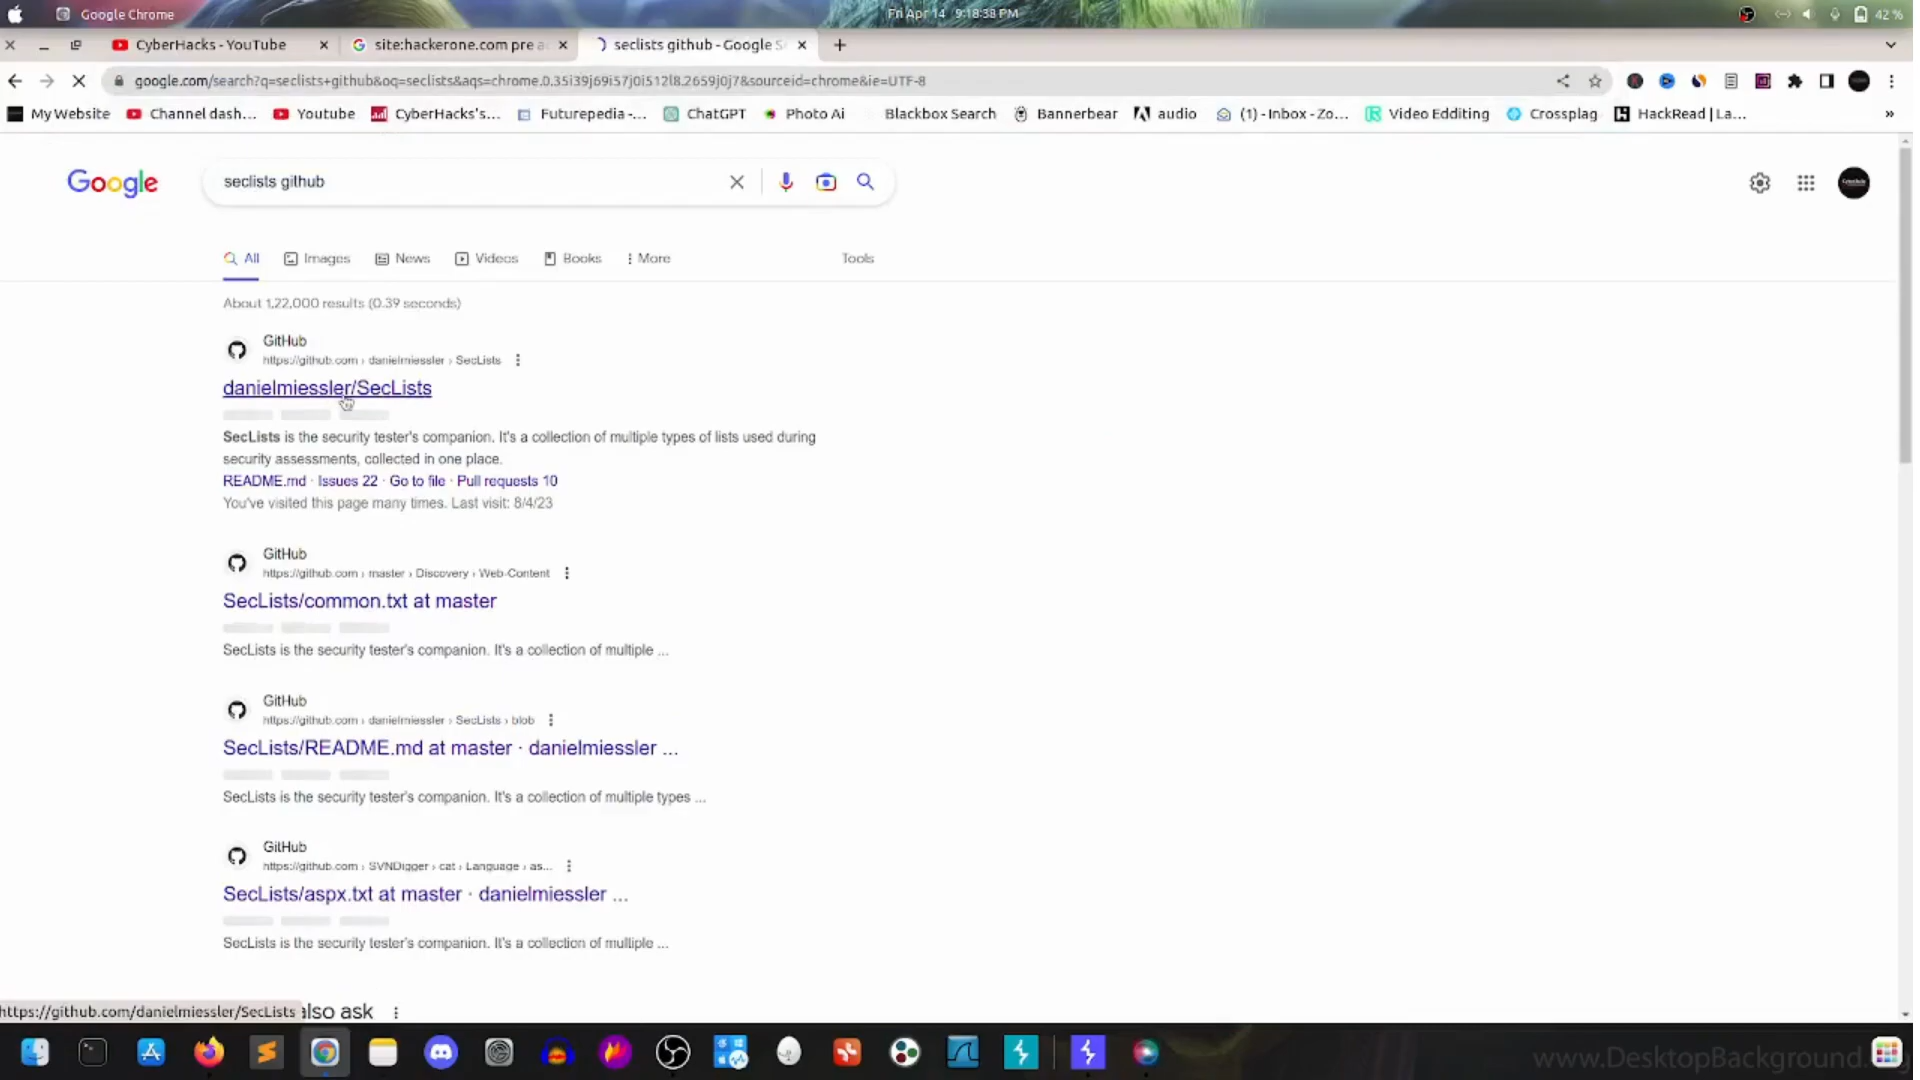 Google Chrome
Fri Apr 14 9:18:38 PM
42 %
CyberHacks - YouTube
site:hackerone.com pre a
seclists github - Google S
google.com/search?q=seclists+github&oq=seclists&aqs=chrome.0.35i39j69i57j0i512l8.2659j0j7&sourceid=chrome&ie=UTF-8
My Website
Channel dash...
Youtube
CyberHacks's...
Futurepedia -...
ChatGPT
Photo Ai
Blackbox Search
Bannerbear
audio
(1) - Inbox - Zo...
Video Edditing
Crossplag
HackRead | La...
»
Google
seclists github
All
Images
News
Videos
Books
More
Tools
About 1,22,000 results (0.39 seconds)
GitHub
https://github.com › danielmiessler › SecLists
danielmiessler/SecLists
SecLists is the security tester's companion. It's a collection of multiple types of lists used during
security assessments, collected in one place.
README.md · Issues 22 · Go to file · Pull requests 10
You've visited this page many times. Last visit: 8/4/23
GitHub
https://github.com › master › Discovery › Web-Content
SecLists/common.txt at master
SecLists is the security tester's companion. It's a collection of multiple ...
GitHub
https://github.com › danielmiessler › SecLists › blob
SecLists/README.md at master · danielmiessler ...
SecLists is the security tester's companion. It's a collection of multiple types ...
GitHub
https://github.com › SVNDigger › cat › Language › as...
SecLists/aspx.txt at master · danielmiessler ...
SecLists is the security tester's companion. It's a collection of multiple ...
https://github.com/danielmiessler/SecLists
also ask
www.DesktopBackground.